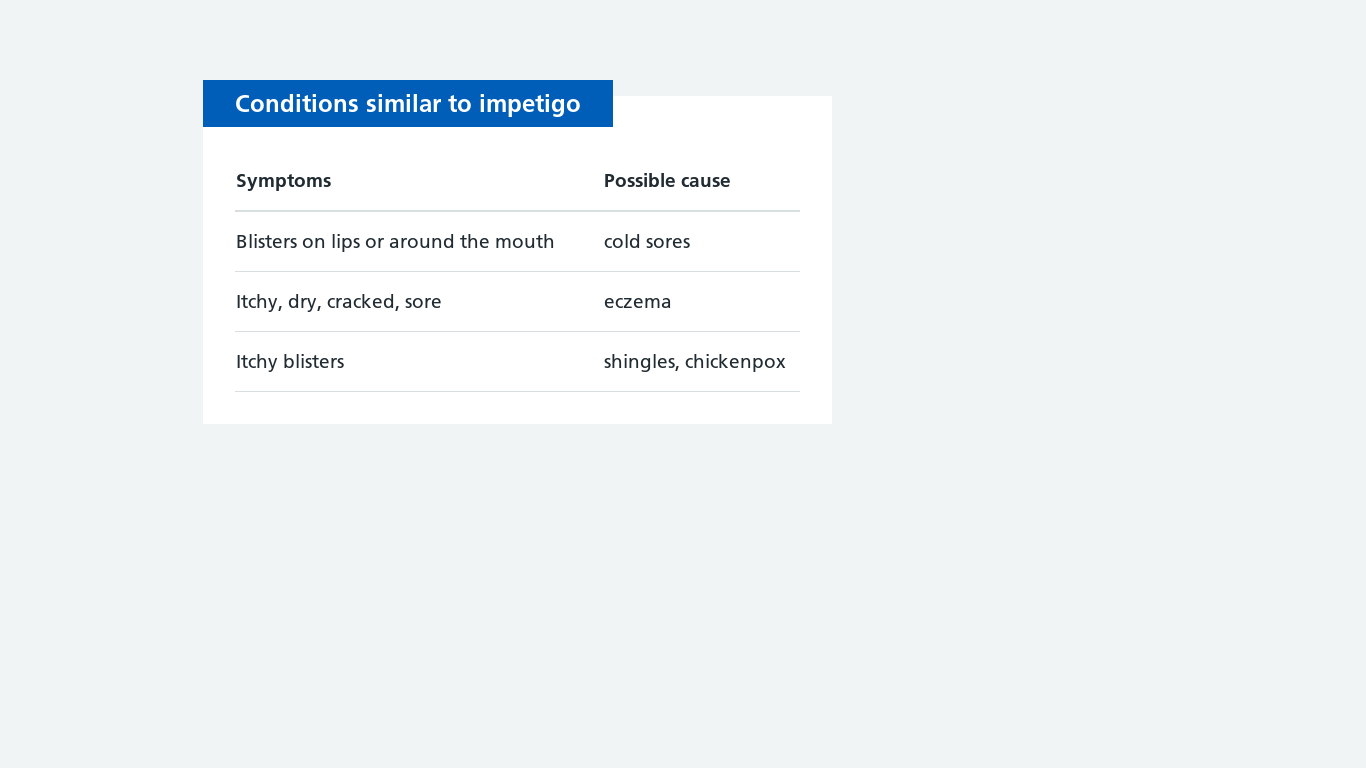 Conditions similar to impetigo
Symptoms Possible cause
Blisters on lips or around the mouth cold sores
Itchy, dry, cracked, sore eczema
Itchy blisters shingles, chickenpox